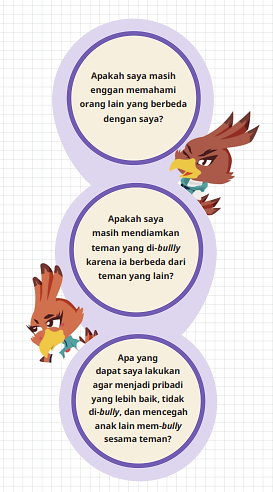 Apakah saya masih
enggan memahami
orang lain yang berbeda
dengan saya?
Apakah saya
masih mendiamkan
teman yang di-bully
karena ia berbeda dari
teman yang lain?
Apa yang
dapat saya lakukan
agar menjadi pribadi
yang lebih baik, tidak
di-bully, dan mencegah
anak lain mem-bully
sesama teman?